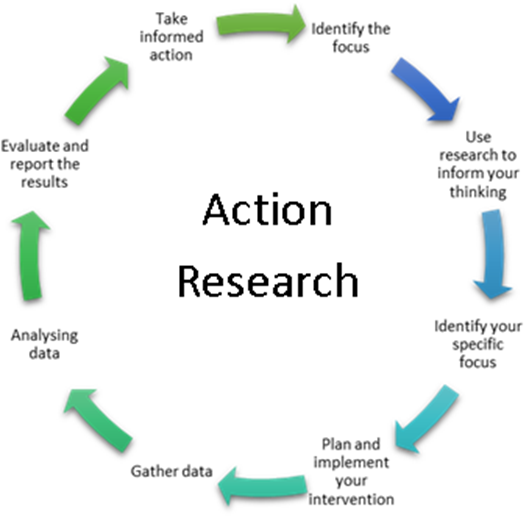 Take
informed
action
Identify the
focus
Use
research to
inform your
thinking
Identify your
specific
focus
Plan and
implement
your
intervention
Gather data
Analysing
data
Evaluate and
report the
results
Action
Research